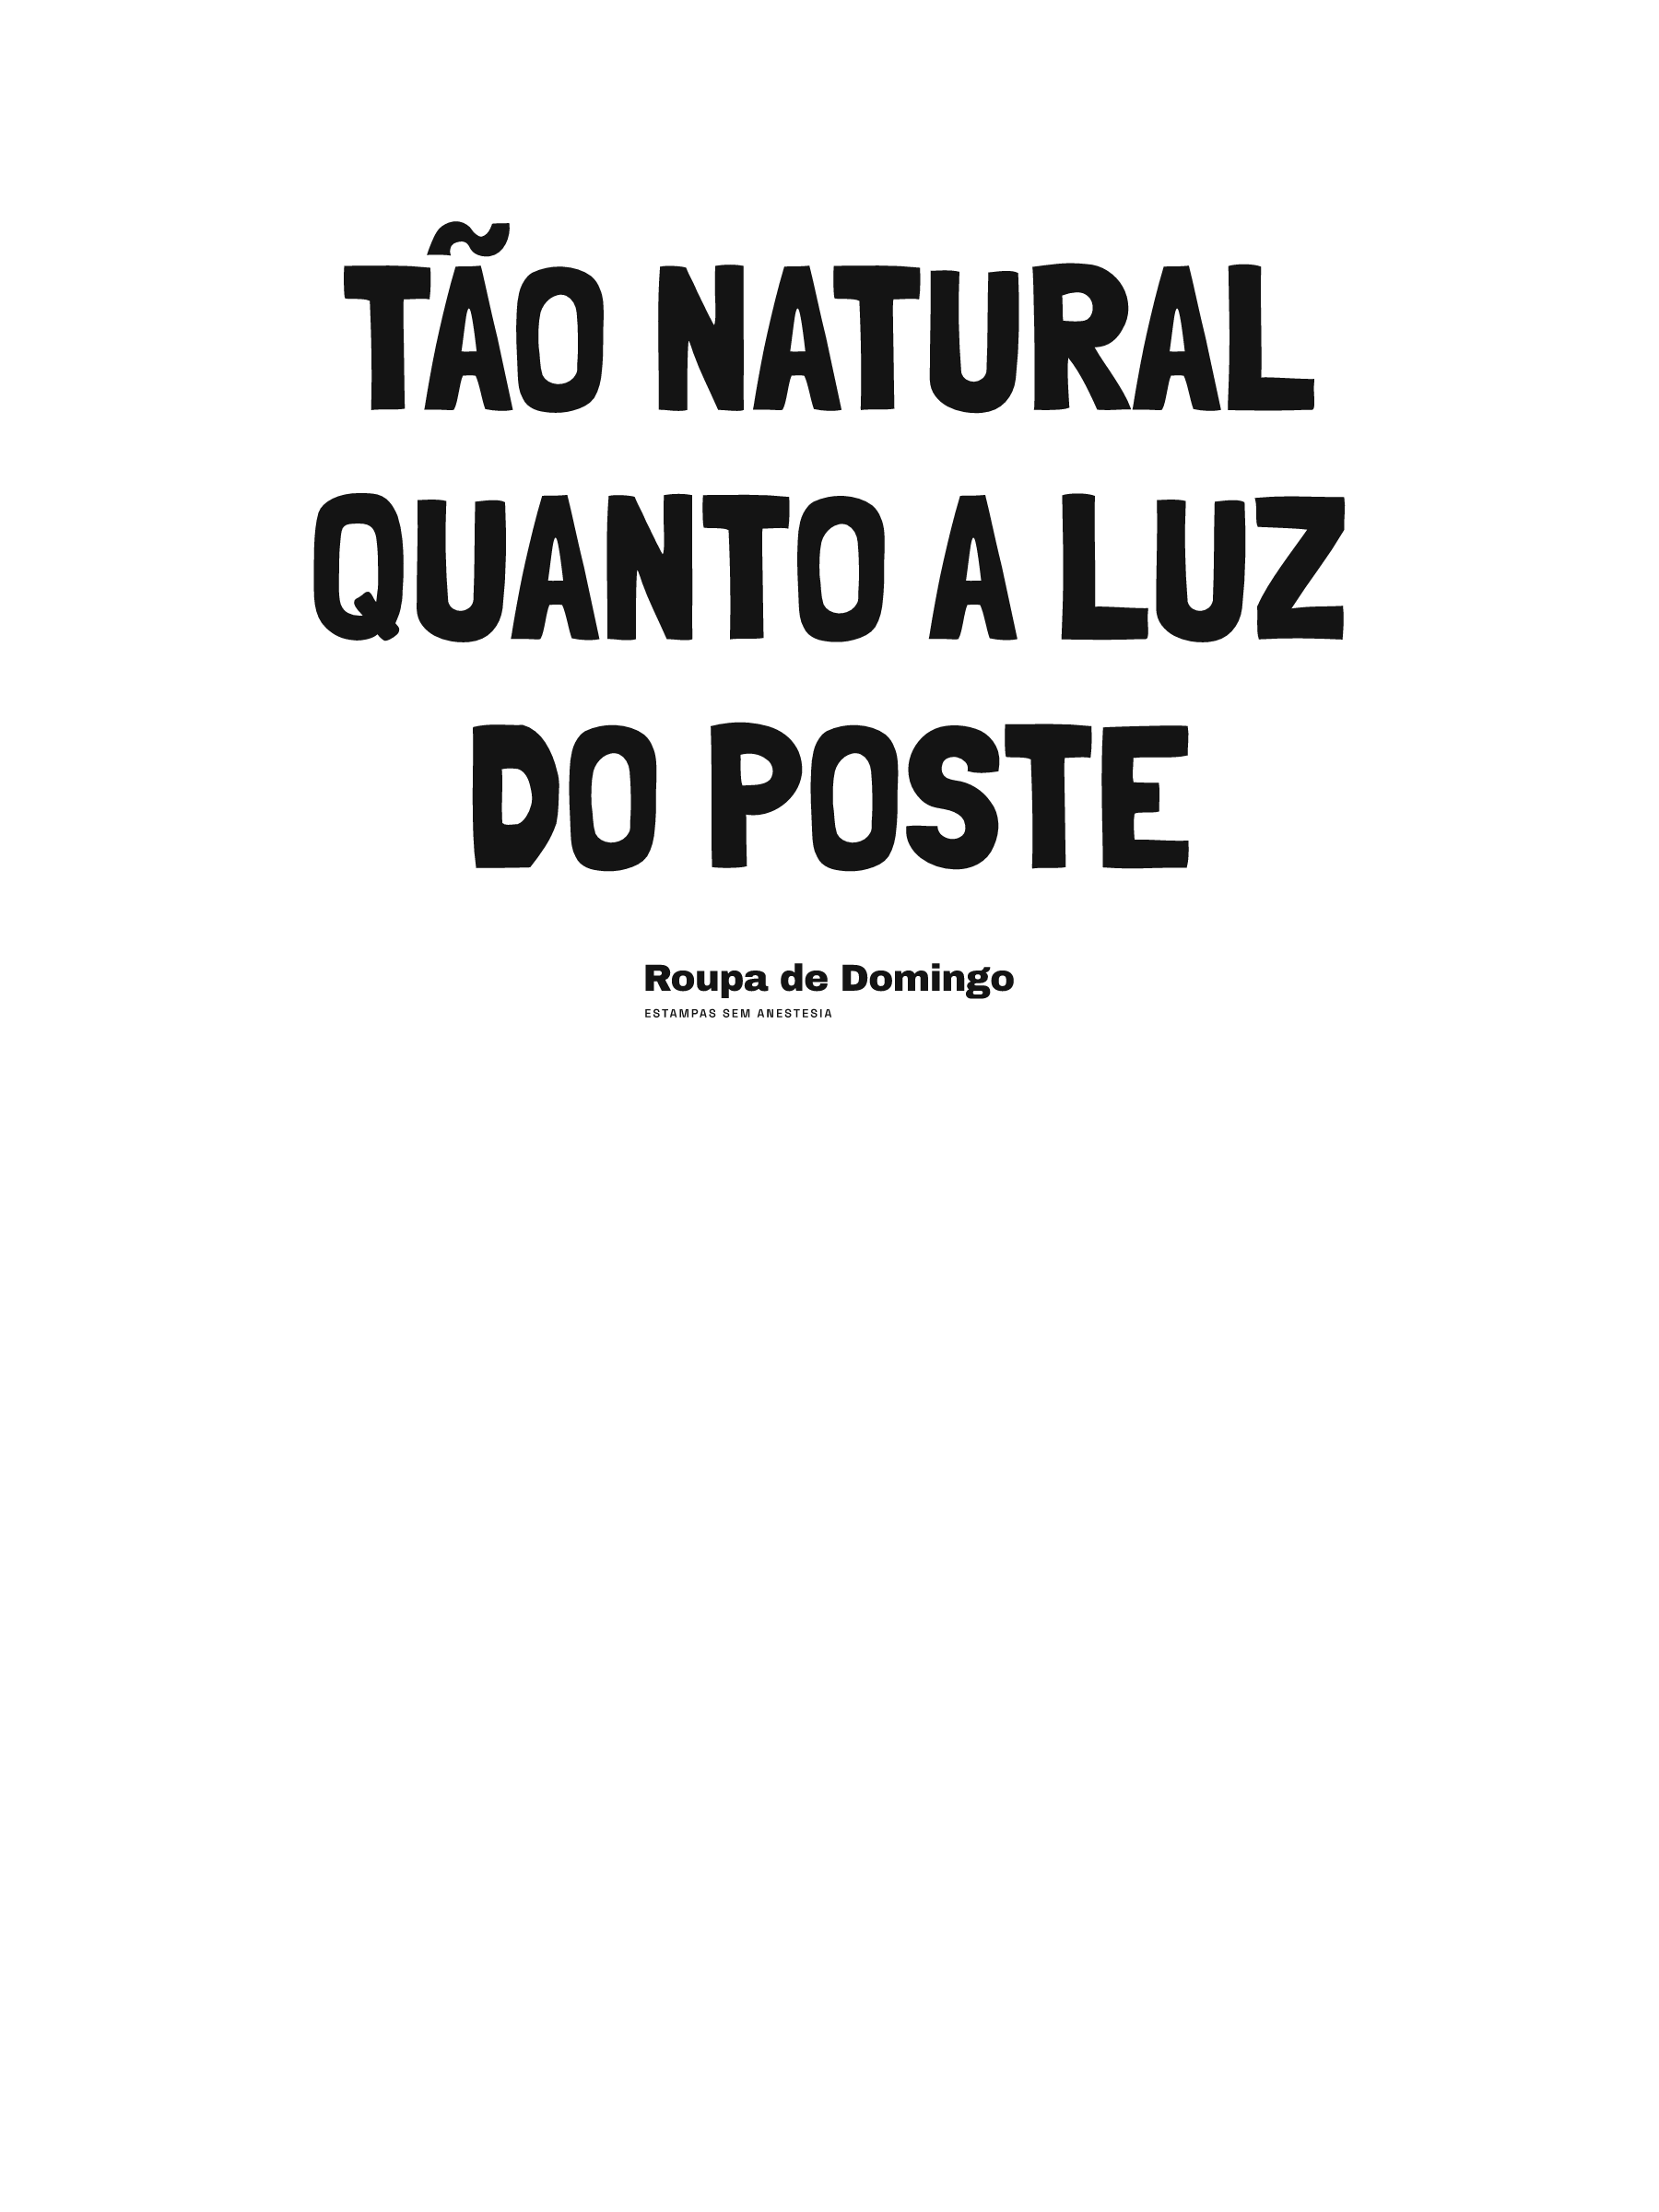 TÃO NATURAL
QUANTO A LUZ
DO POSTE
Roupa de Domingo
ESTAMPAS SEM ANESTESIA